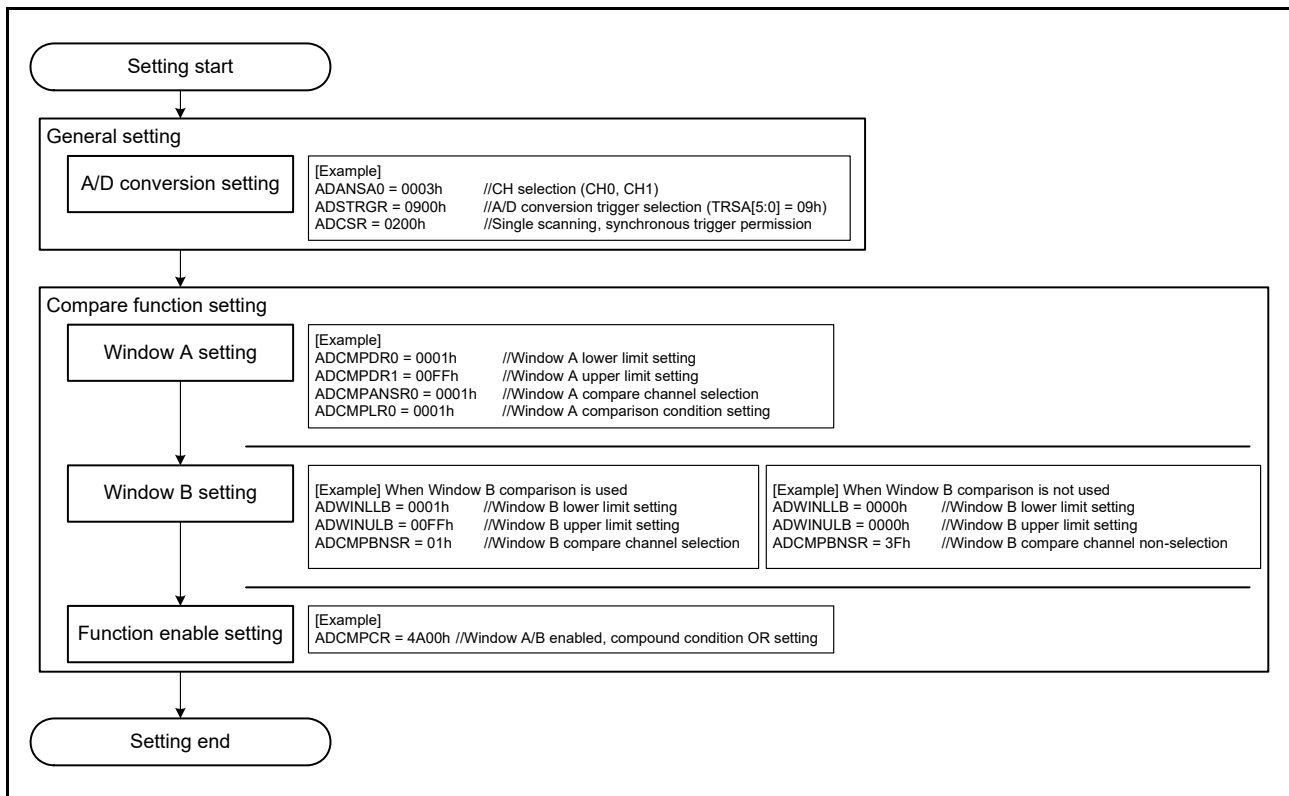 Setting start
General setting
A/D conversion setting
[Example]
ADANSA0 = 0003h //CH selection (CH0, CH1)
ADSTRGR = 0900h //A/D conversion trigger selection (TRSA[5:0] = 09h)
ADCSR = 0200h //Single scanning, synchronous trigger permission
Compare function setting
Window A setting
[Example]
ADCMPDR0 = 0001h //Window A lower limit setting
ADCMPDR1 = 00FFh //Window A upper limit setting
ADCMPANSR0 = 0001h //Window A compare channel selection
ADCMPLR0 = 0001h //Window A comparison condition setting
Window B setting
[Example] When Window B comparison is used
ADWINLLB = 0001h //Window B lower limit setting
ADWINULB = 00FFh //Window B upper limit setting
ADCMPBNSR = 01h //Window B compare channel selection
[Example] When Window B comparison is not used
ADWINLLB = 0000h //Window B lower limit setting
ADWINULB = 0000h //Window B upper limit setting
ADCMPBNSR = 3Fh //Window B compare channel non-selection
Function enable setting
[Example]
ADCMPCR = 4A00h //Window A/B enabled, compound condition OR setting
Setting end